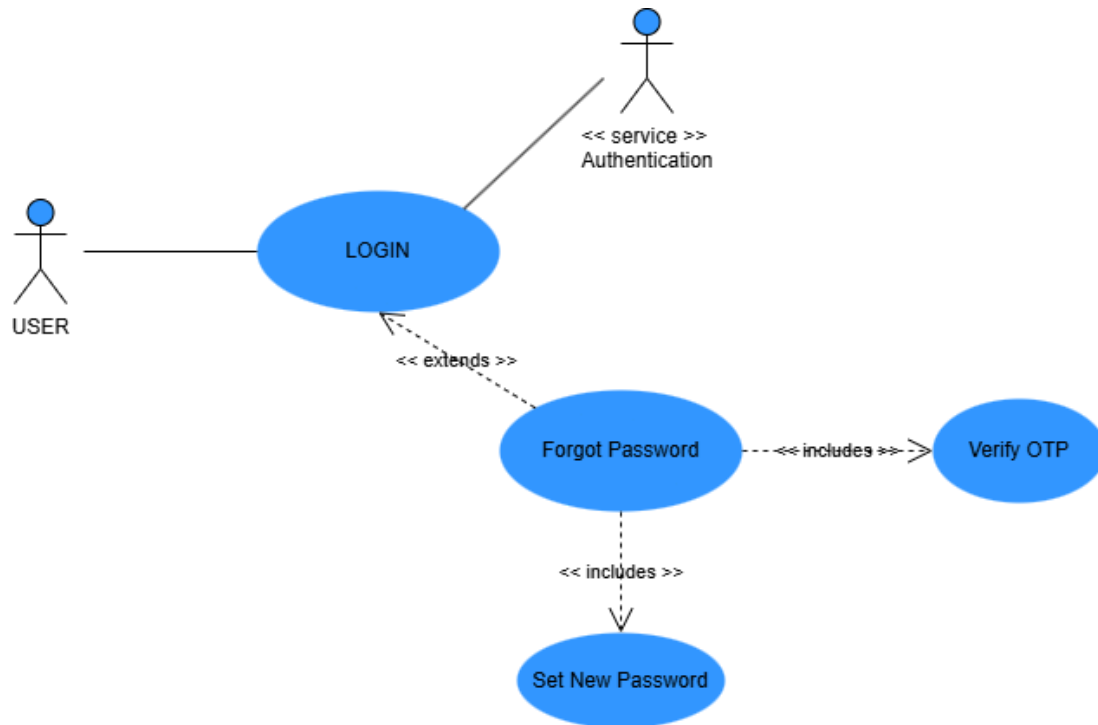 << service >>
Authentication
LOGIN
USER
<< extends >>
Forgot Password
<< includes >>
Verify OTP
<< includes >>
Set New Password